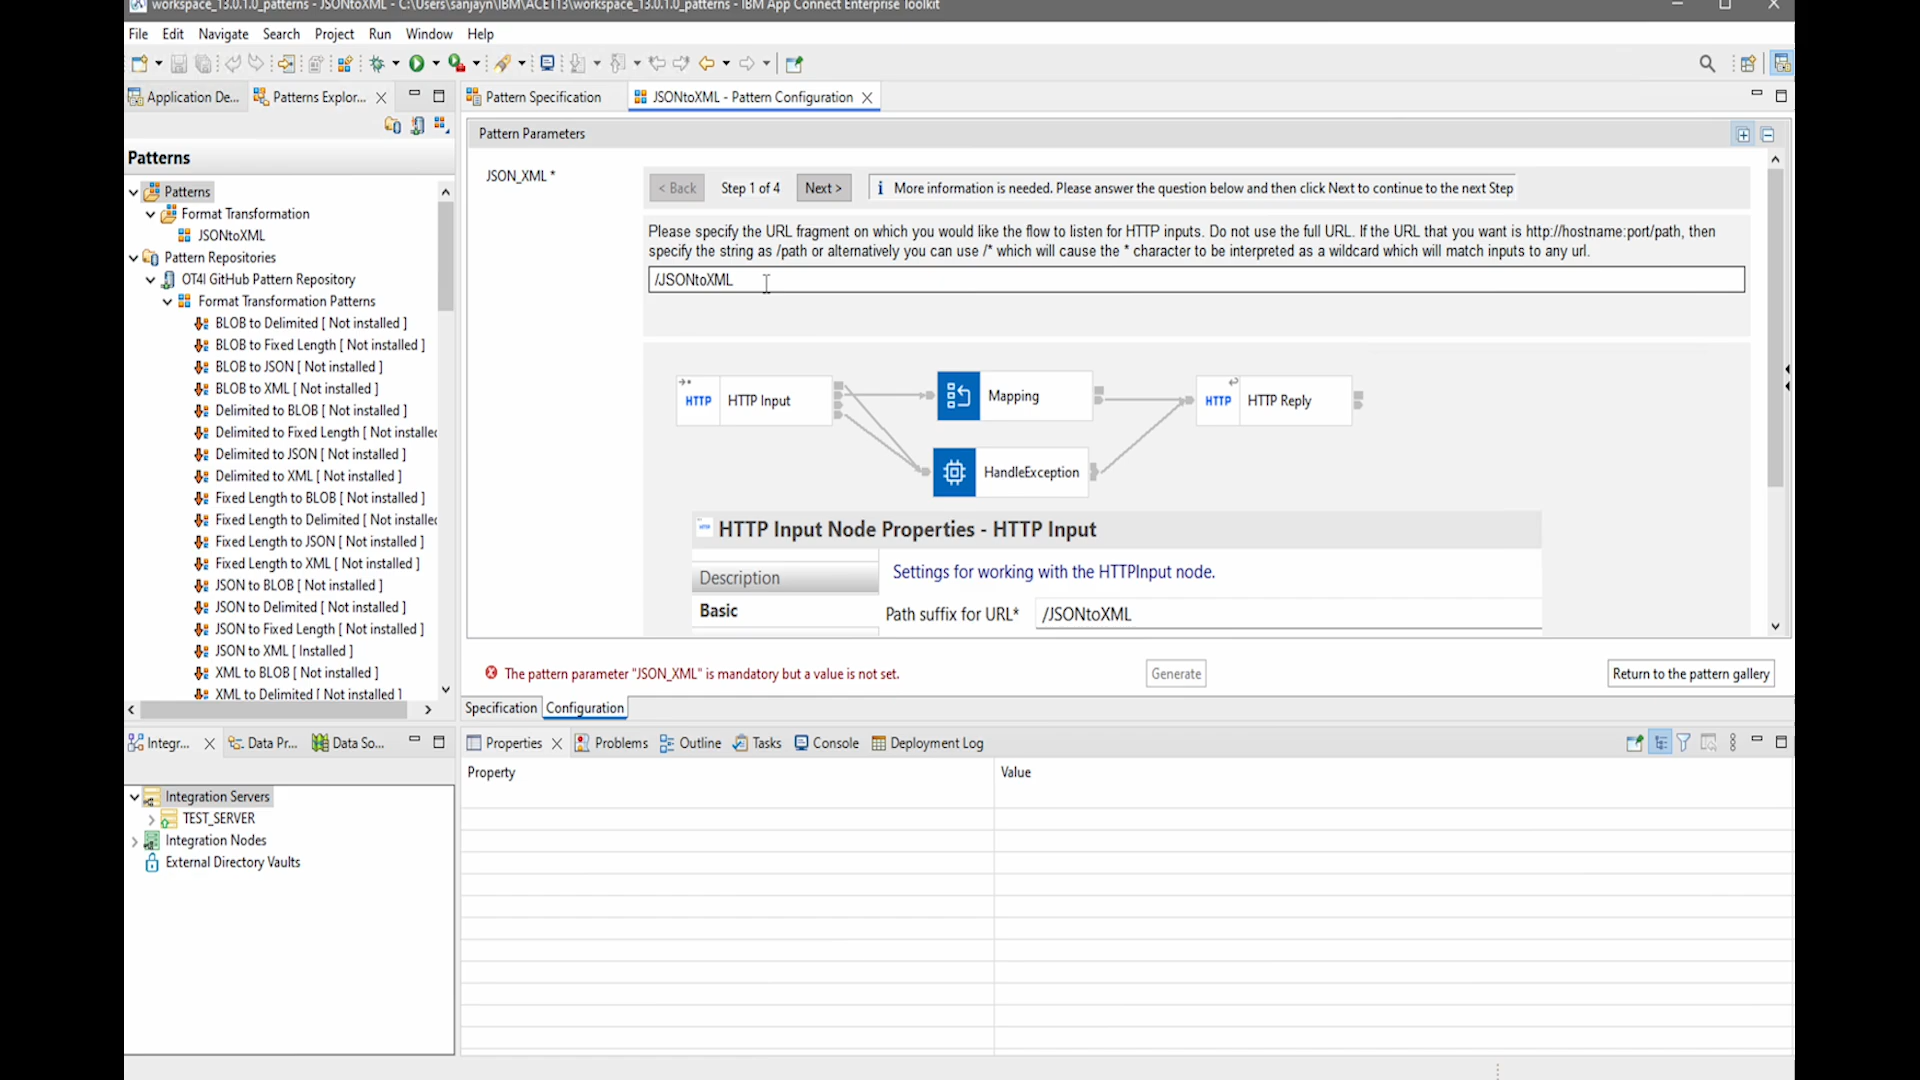 workspace_13.0.1.0_patterns - JSONtoXML - C:\Users\sanjayn\IBM\ACET13\workspace_13.0.1.0_patterns - IBM App Connect Enterprise Toolkit
File Edit Navigate Search Project Run Window Help
Application De... Patterns Explor...
Pattern Specification JSONtoXML - Pattern Configuration
Patterns
Patterns
Format Transformation
JSONtoXML
Pattern Repositories
OT4I GitHub Pattern Repository
Format Transformation Patterns
BLOB to Delimited [ Not installed ]
BLOB to Fixed Length [ Not installed ]
BLOB to JSON [ Not installed ]
BLOB to XML [ Not installed ]
Delimited to BLOB [ Not installed ]
Delimited to Fixed Length [ Not installed
Delimited to JSON [ Not installed ]
Delimited to XML [ Not installed ]
Fixed Length to BLOB [ Not installed ]
Fixed Length to Delimited [ Not installed
Fixed Length to JSON [ Not installed ]
Fixed Length to XML [ Not installed ]
JSON to BLOB [ Not installed ]
JSON to Delimited [ Not installed ]
JSON to Fixed Length [ Not installed ]
JSON to XML [ Installed ]
XML to BLOB [ Not installed ]
XML to Delimited [ Not installed ]
Pattern Parameters
JSON_XML *
< Back Step 1 of 4 Next > More information is needed. Please answer the question below and then click Next to continue to the next Step
Please specify the URL fragment on which you would like the flow to listen for HTTP inputs. Do not use the full URL. If the URL that you want is http://hostname:port/path, then
specify the string as /path or alternatively you can use /* which will cause the * character to be interpreted as a wildcard which will match inputs to any url.
/JSONtoXML
HTTP HTTP Input
Mapping
HTTP HTTP Reply
HandleException
HTTP Input Node Properties - HTTP Input
Description
Settings for working with the HTTPInput node.
Basic
Path suffix for URL* /JSONtoXML
The pattern parameter "JSON_XML" is mandatory but a value is not set.
Generate
Return to the pattern gallery
Specification Configuration
Integr... Data Pr... Data So...
Properties Problems Outline Tasks Console Deployment Log
Property Value
Integration Servers
TEST_SERVER
Integration Nodes
External Directory Vaults